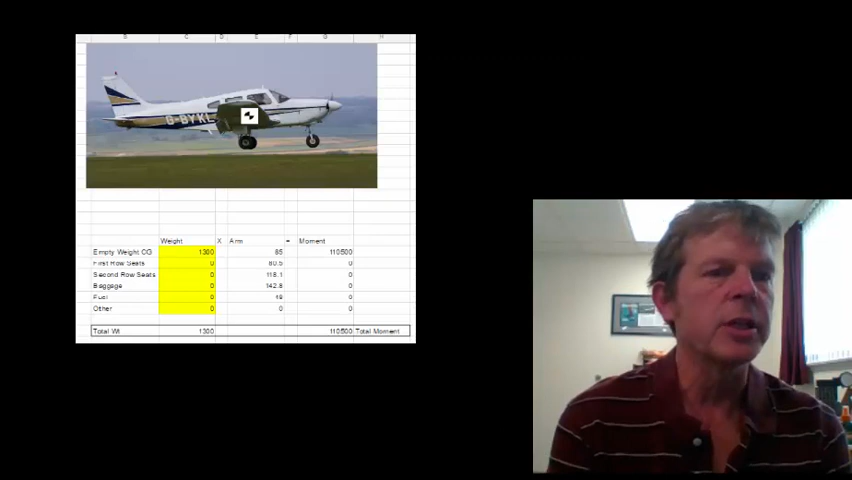 B C D E F G
G-BYKL
Weight X Arm = Moment
Empty Weight CG 1300 85 110500
First Row Seats 0 80.5 0
Second Row Seats 0 118.1 0
Baggage 0 142.8 0
Fuel 0 0
Other 0 0 0
Total Wt 1300 110500 Total Moment